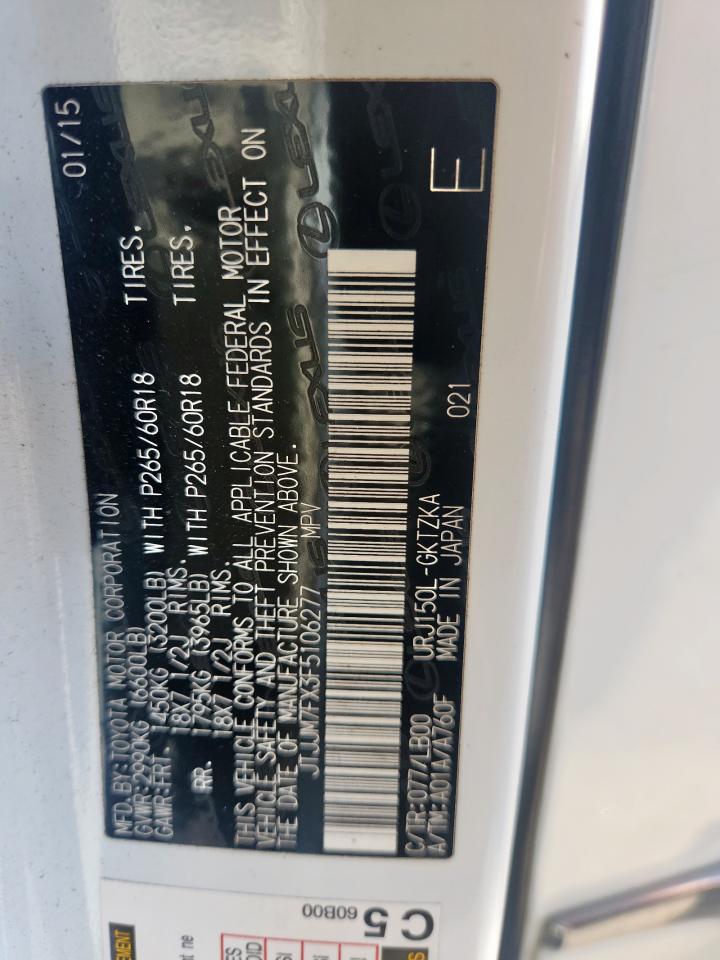 MFD.BY:TOYOTA MOTOR CORPORATION 01/15
GVWR:2990KG (6600LB)
GAWR:FRT. 1450KG (3200LB) WITH P265/60R18 TIRES.
18X7 1/2J RIMS.
RR. 1795KG (3965LB) WITH P265/60R18 TIRES.
18X7 1/2J RIMS.
THIS VEHICLE CONFORMS TO ALL APPLICABLE FEDERAL MOTOR
VEHICLE SAFETY AND THEFT PREVENTION STANDARDS IN EFFECT ON
THE DATE OF MANUFACTURE SHOWN ABOVE.
JTJJM7FX3F5106277 MPV
C/TR:077/LB00 URJ150L-GKTZKA 021
A/TM:A01A/A760F MADE IN JAPAN E
LEXUS
C 5
60B00